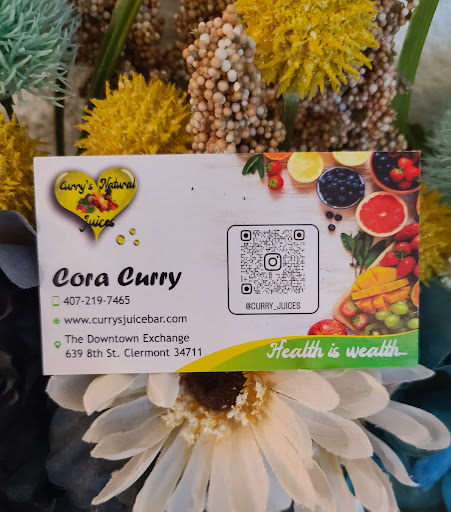 Curry's Natural
Juices
Cora Curry
407-219-7465
www.currysjuicebar.com
The Downtown Exchange
639 8th St. Clermont 34711
@CURRY_JUICES
Health is wealth...